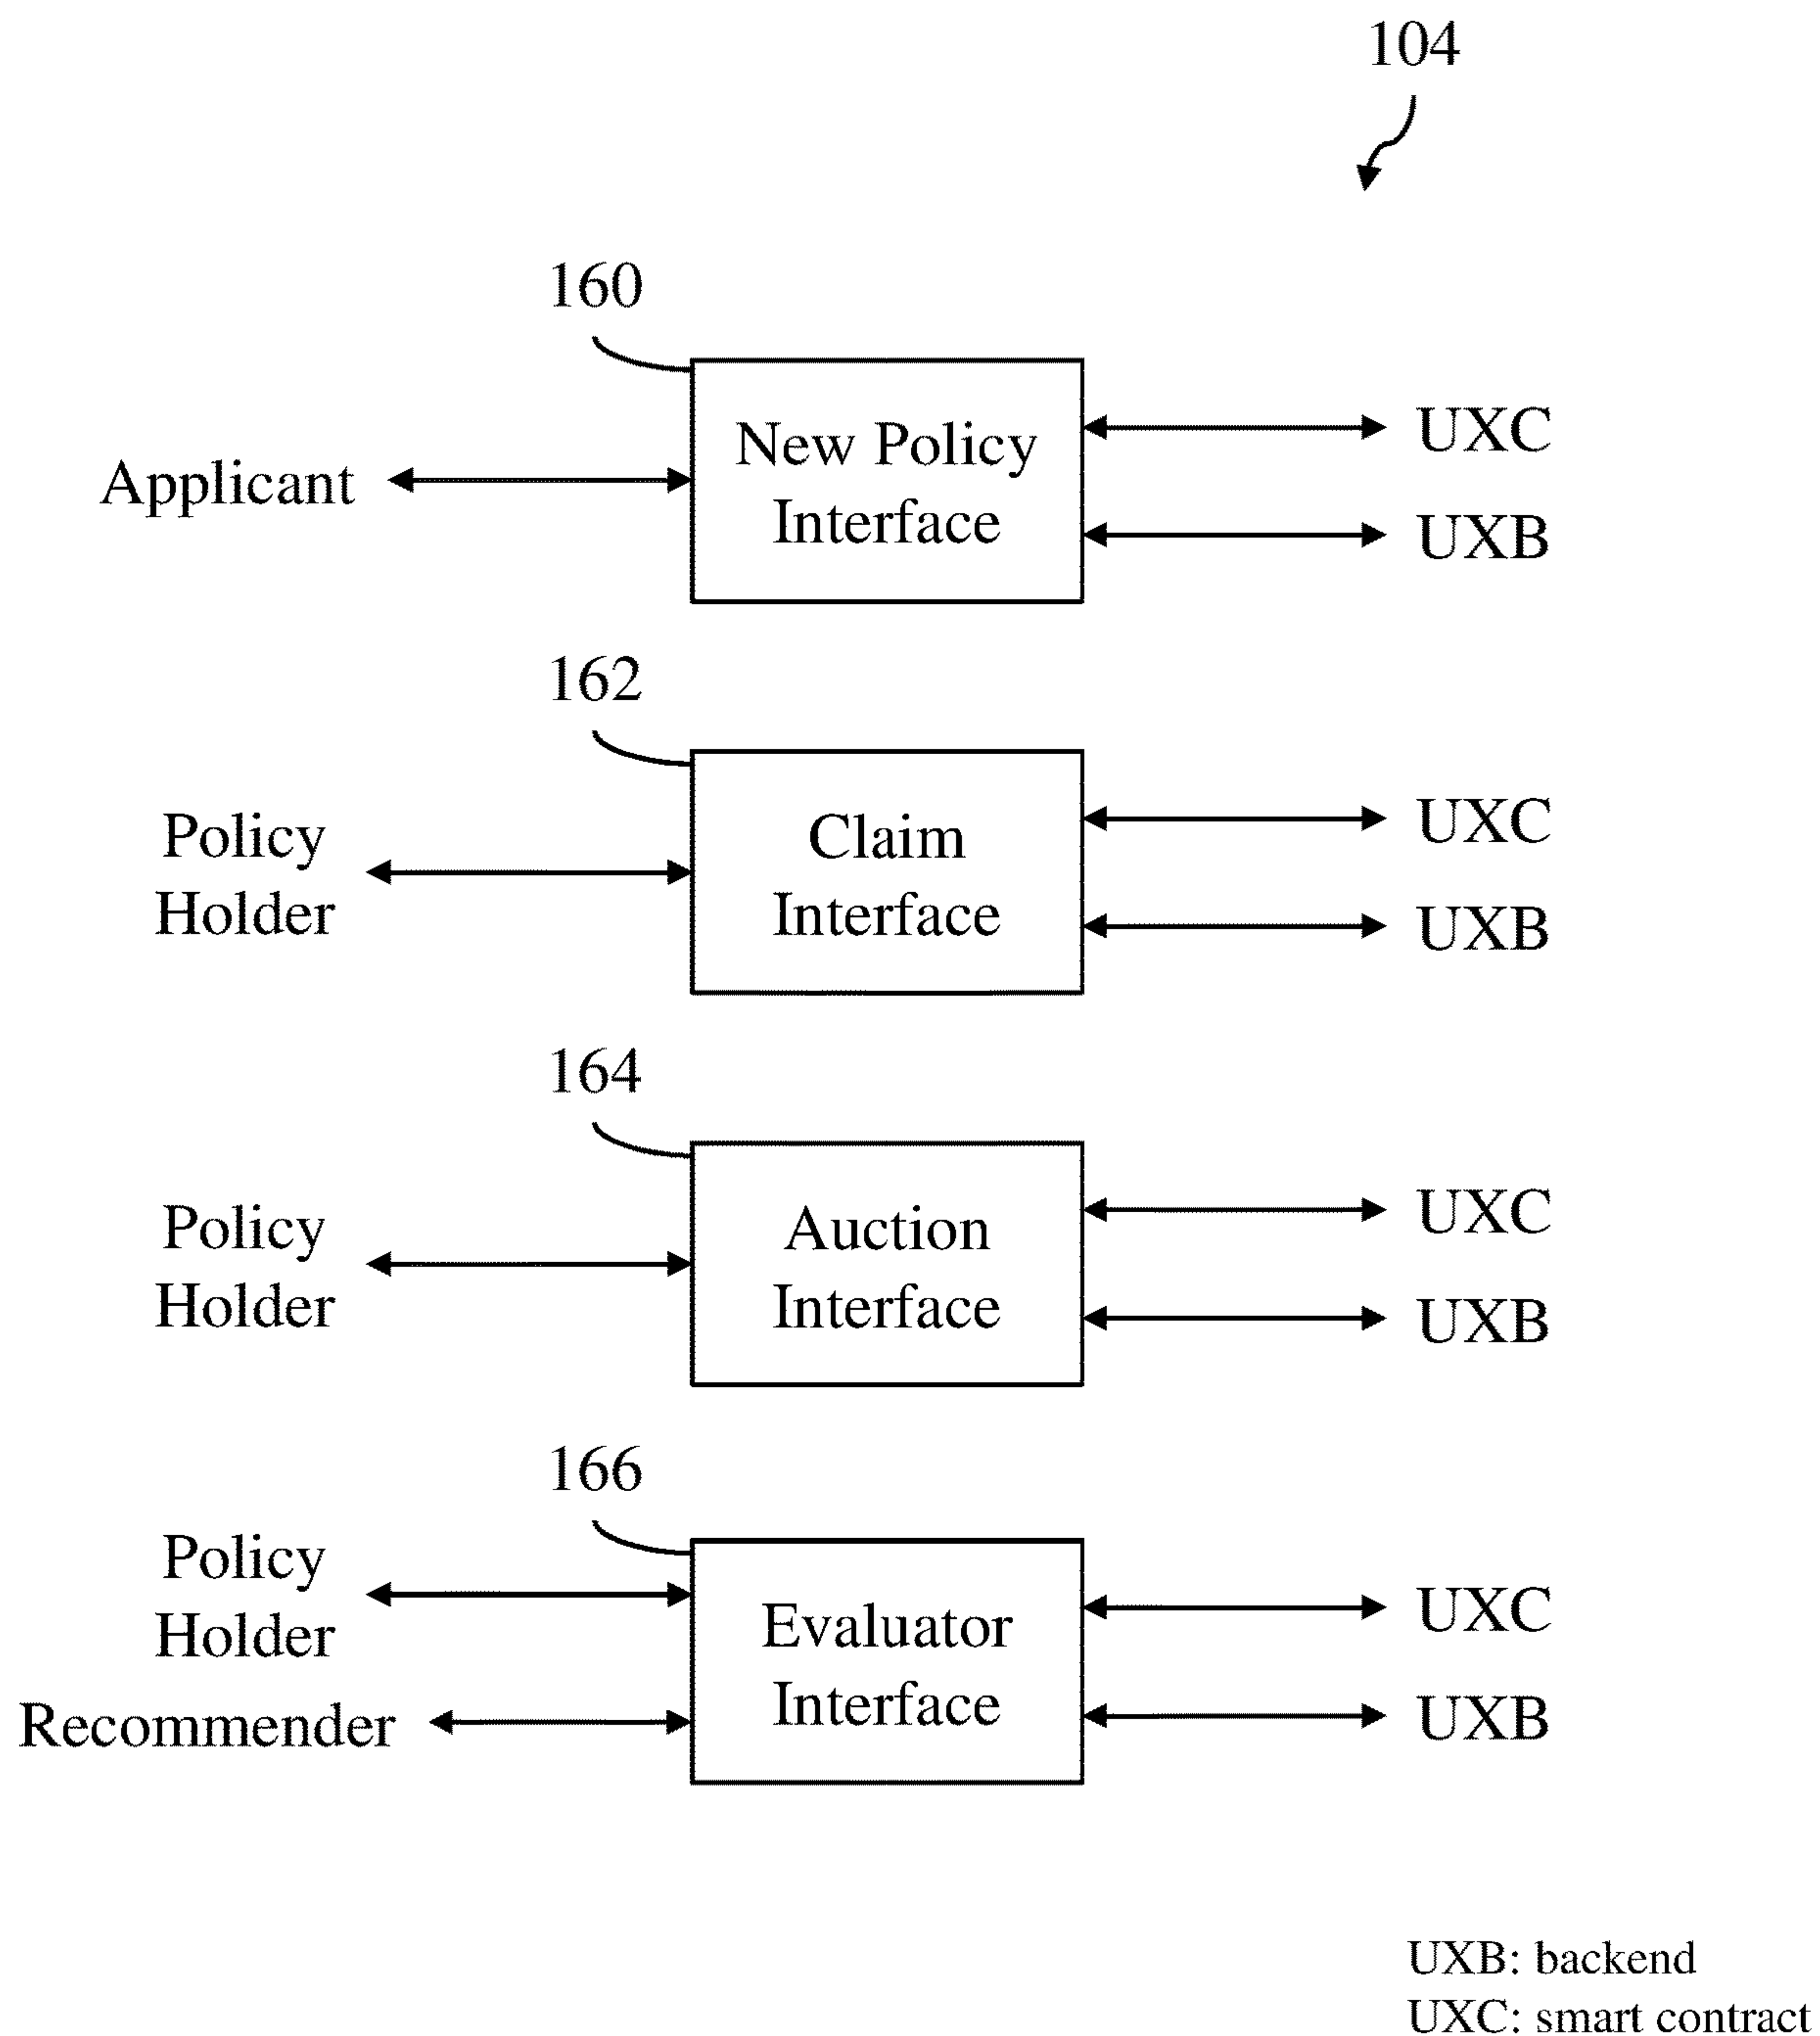 104
160
Applicant
New Policy
Interface
UXC
UXB
162
Policy
Holder
Claim
Interface
UXC
UXB
164
Policy
Holder
Auction
Interface
UXC
UXB
166
Policy
Holder
Recommender
Evaluator
Interface
UXC
UXB
UXB: backend
UXC: smart contract